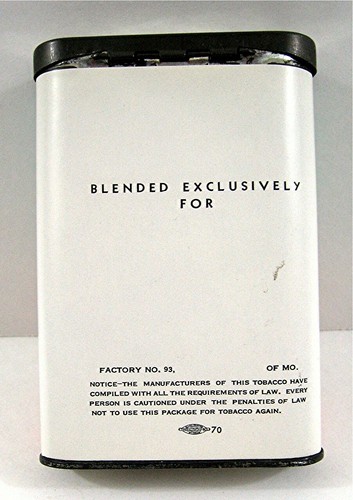 BLENDED EXCLUSIVELY
FOR
FACTORY NO. 93, OF MO.
NOTICE-THE MANUFACTURERS OF THIS TOBACCO HAVE
COMPILED WITH ALL THE REQUIREMENTS OF LAW. EVERY
PERSON IS CAUTIONED UNDER THE PENALTIES OF LAW
NOT TO USE THIS PACKAGE FOR TOBACCO AGAIN.
70